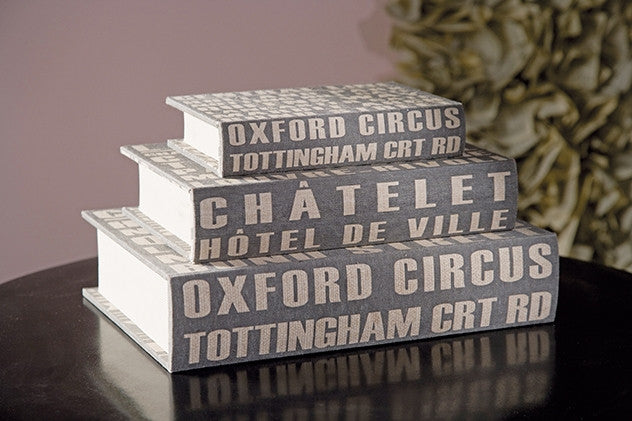 OXFORD CIRCUS
TOTTINGHAM CRT RD
CHÂTELET
HÔTEL DE VILLE
OXFORD CIRCUS
TOTTINGHAM CRT RD